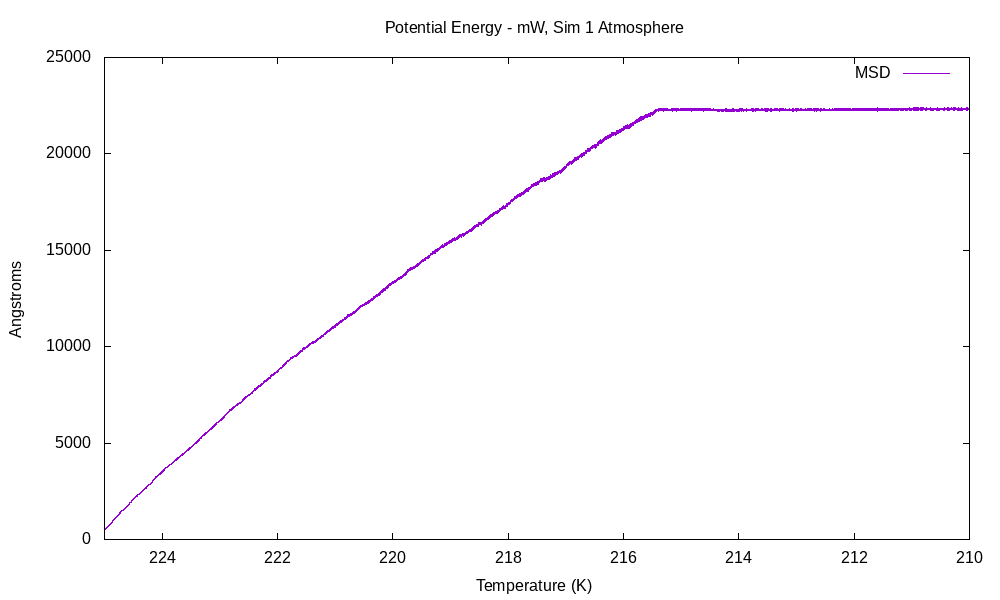 Potential Energy - mW, Sim 1 Atmosphere
MSD
25000
20000
15000
10000
5000
0
Angstroms
224 222 220 218 216 214 212 210
Temperature (K)